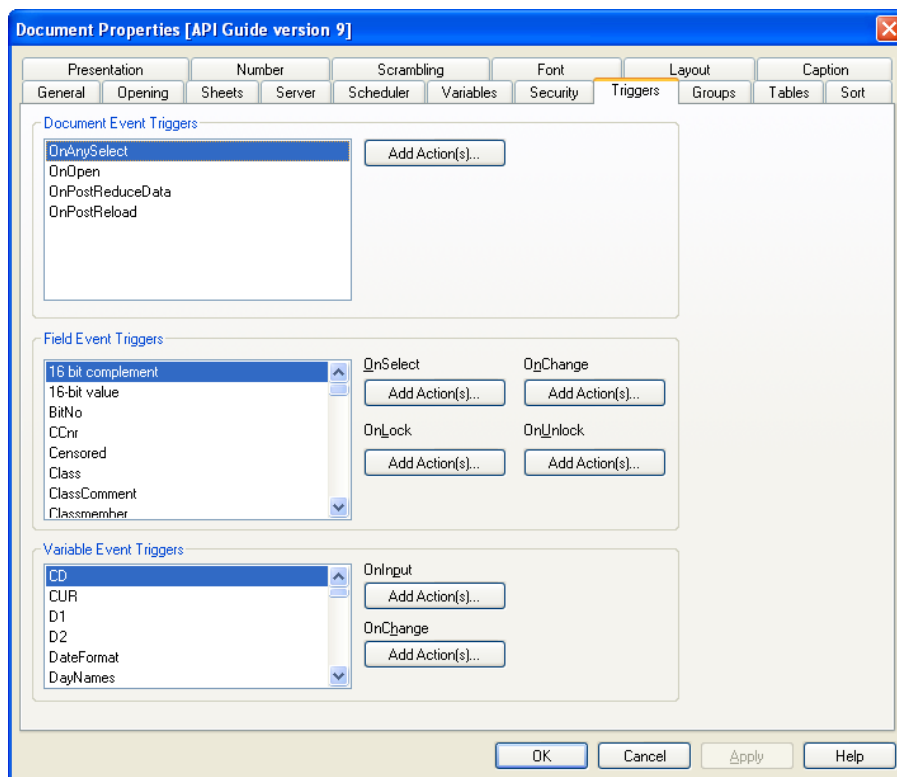 Document Properties [API Guide version 9]
Presentation Number Scrambling Font Layout Caption
General Opening Sheets Server Scheduler Variables Security Triggers Groups Tables Sort
Document Event Triggers
OnAnySelect
OnOpen
OnPostReduceData
OnPostReload
Add Action(s)...
Field Event Triggers
16 bit complement
16-bit value
BitNo
CCnr
Censored
Class
ClassComment
Classmember
OnSelect OnChange
Add Action(s)... Add Action(s)...
OnLock OnUnlock
Add Action(s)... Add Action(s)...
Variable Event Triggers
CD
CUR
D1
D2
DateFormat
DayNames
OnInput
Add Action(s)...
OnChange
Add Action(s)...
OK Cancel Apply Help